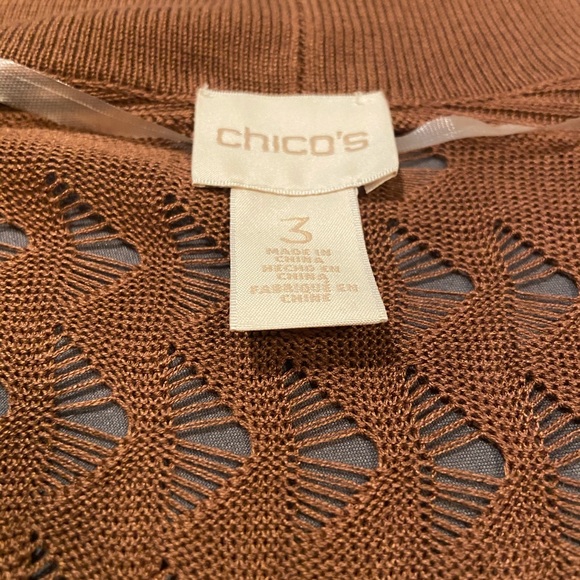 chico's
3
MADE IN
CHINA
HECHO EN
CHINA
FABRIQUÉ EN
CHINE